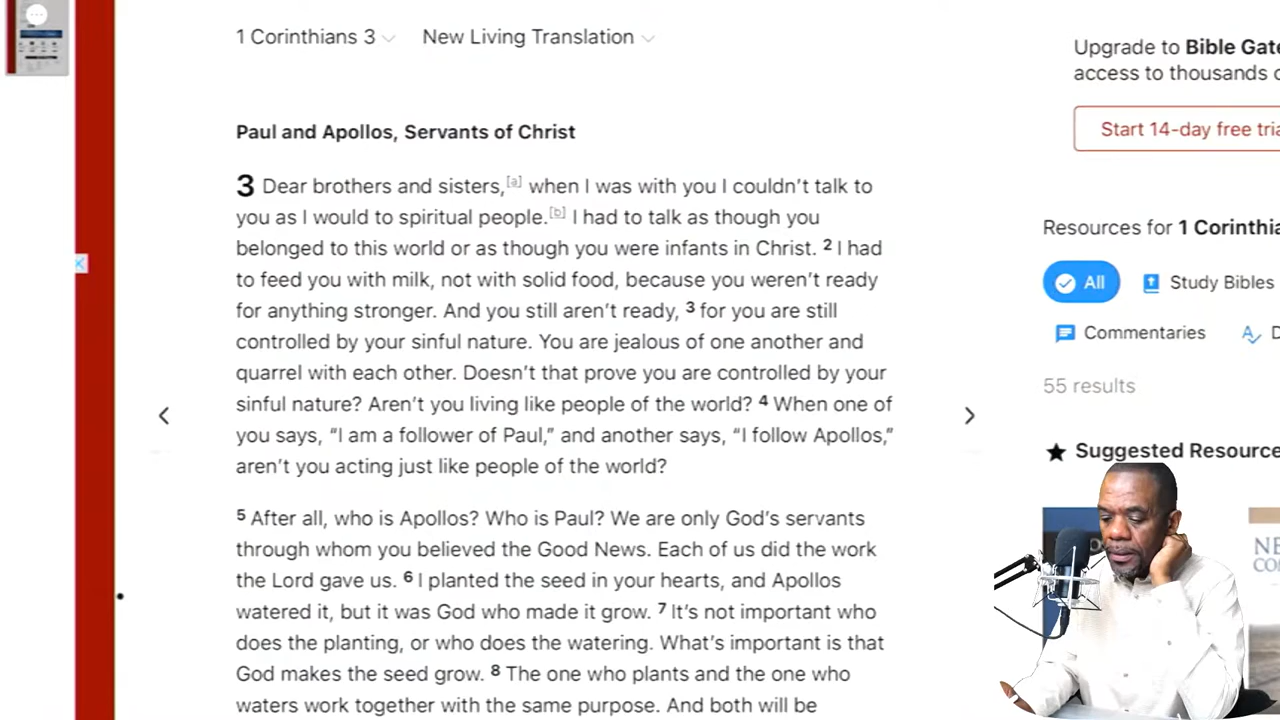 1 Corinthians 3
New Living Translation
Upgrade to Bible Gate
access to thousands o
Start 14-day free tria
Paul and Apollos, Servants of Christ
3 Dear brothers and sisters,[a] when I was with you I couldn’t talk to
you as I would to spiritual people.[b] I had to talk as though you
belonged to this world or as though you were infants in Christ. 2 I had
to feed you with milk, not with solid food, because you weren’t ready
for anything stronger. And you still aren’t ready, 3 for you are still
controlled by your sinful nature. You are jealous of one another and
quarrel with each other. Doesn’t that prove you are controlled by your
sinful nature? Aren’t you living like people of the world? 4 When one of
you says, “I am a follower of Paul,” and another says, “I follow Apollos,”
aren’t you acting just like people of the world?
5 After all, who is Apollos? Who is Paul? We are only God’s servants
through whom you believed the Good News. Each of us did the work
the Lord gave us. 6 I planted the seed in your hearts, and Apollos
watered it, but it was God who made it grow. 7 It’s not important who
does the planting, or who does the watering. What’s important is that
God makes the seed grow. 8 The one who plants and the one who
waters work together with the same purpose. And both will be
Resources for 1 Corinthia
All
Study Bibles
Commentaries
D
55 results
Suggested Resource
NE
CO